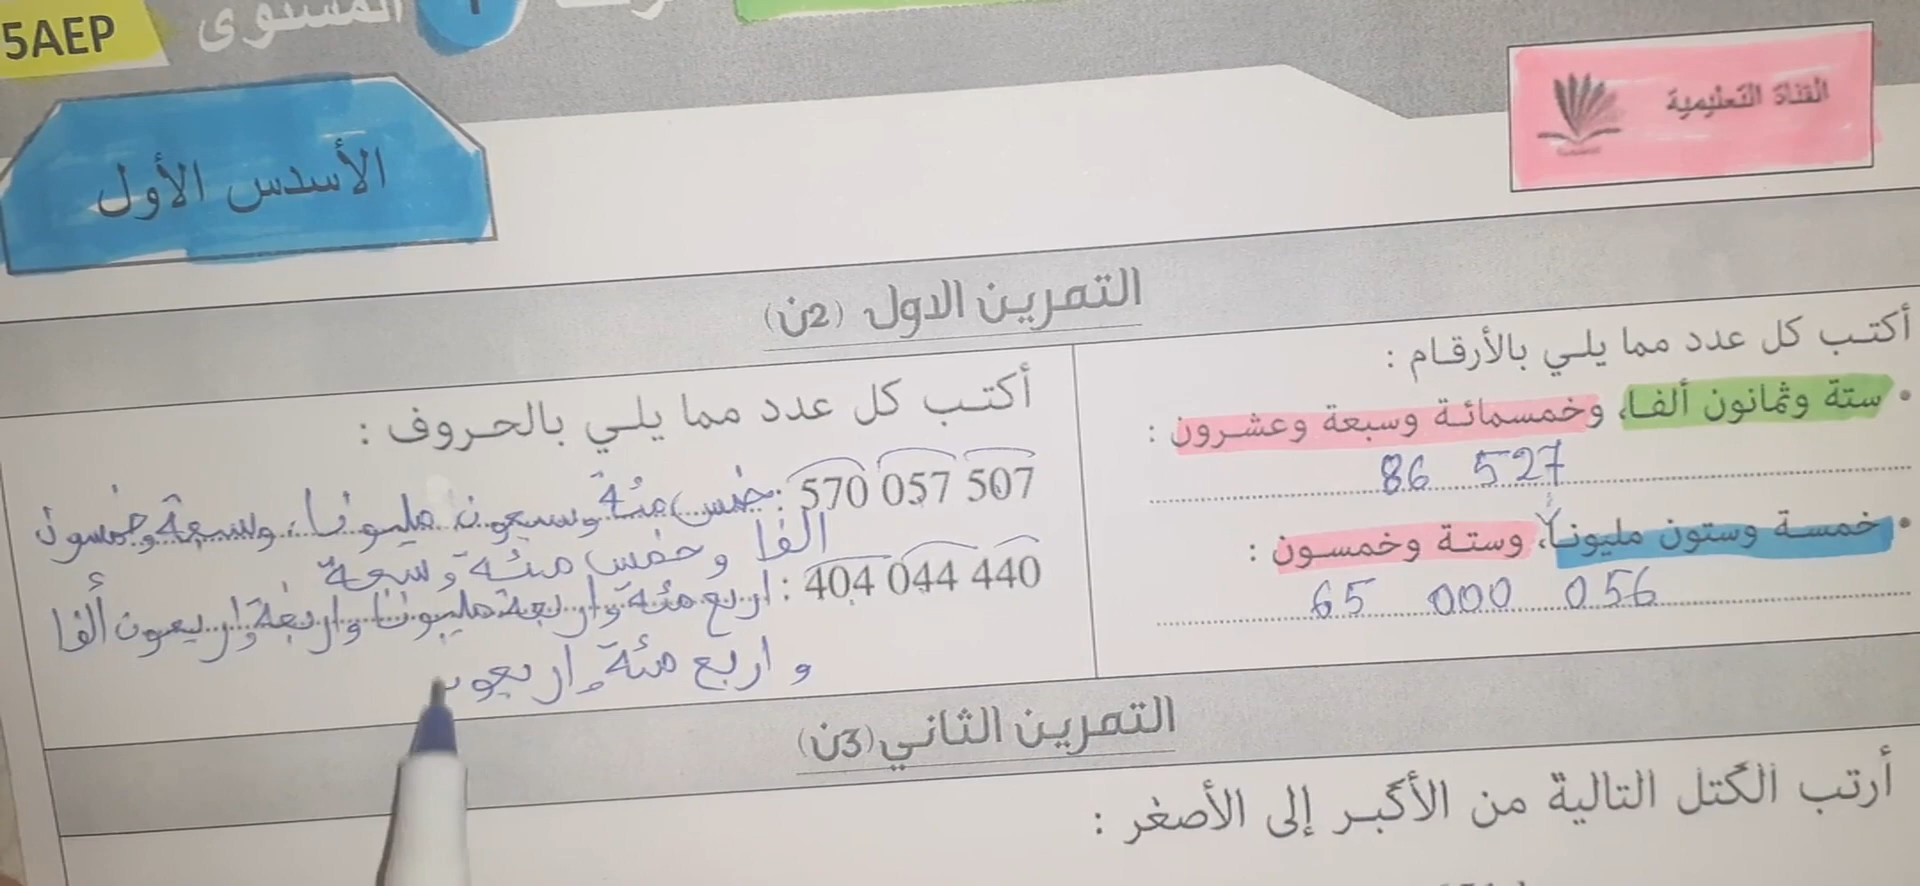 5AEP
المستوى
الأسدس الأول
القناة التعليمية
التمرين الاول (2ن)
أكتب كل عدد مما يلي بالأرقام :
• ستة وثمانون ألفا، وخمسمائة وسبعة وعشرون :
86 527
• خمسة وستون مليوناً، وستة وخمسون :
65 000 056
أكتب كل عدد مما يلي بالحروف :
570 057 507 : خمس مئة وسبعون مليونا، وسبعة وخمسون
ألفا وخمس مئة وسبعة
404 044 440 : اربع مئة واربعة مليونا واربعة واربعون ألفا
و اربع مئة واربعون
التمرين الثاني (3ن)
أرتب الكتل التالية من الأكبر إلى الأصغر :